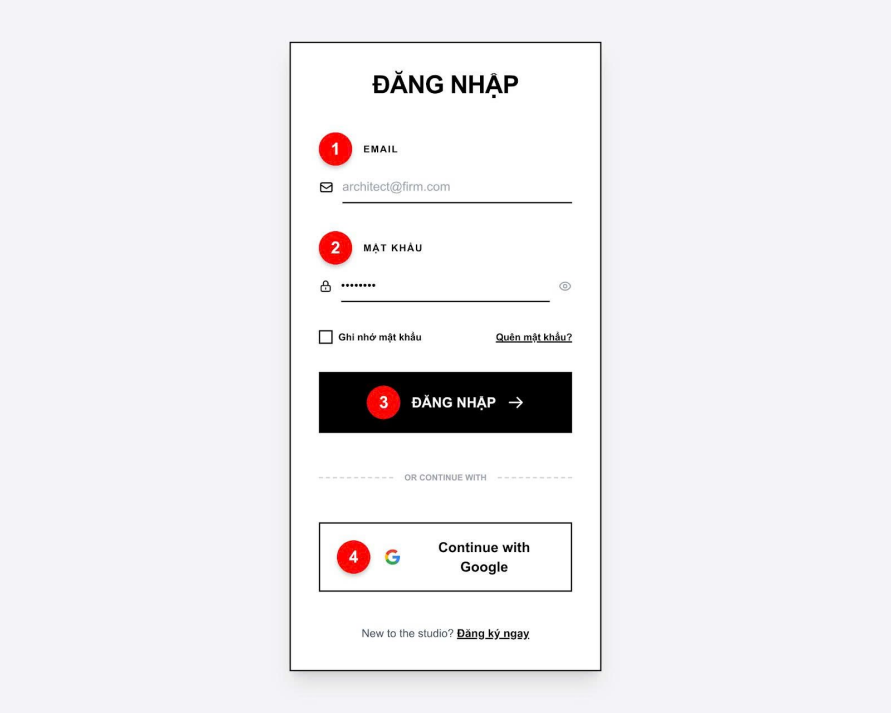 ĐĂNG NHẬP
1 EMAIL
architect@firm.com
2 MẬT KHẨU
••••••••
Ghi nhớ mật khẩu Quên mật khẩu?
3 ĐĂNG NHẬP →
OR CONTINUE WITH
4 Continue with
Google
New to the studio? Đăng ký ngay